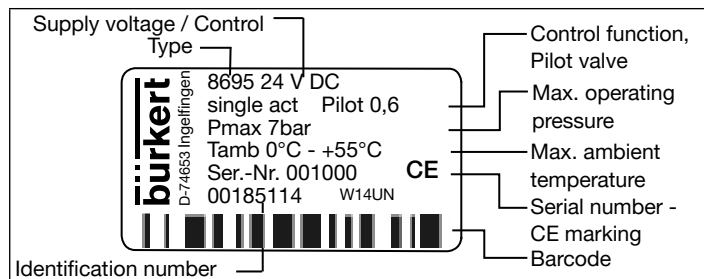 Supply voltage / Control
Type
bürkert
D-74653 Ingelfingen
8695 24 V DC
single act Pilot 0,6
Pmax 7bar
Tamb 0°C - +55°C
Ser.-Nr. 001000
CE
00185114 W14UN
Control function,
Pilot valve
Max. operating
pressure
Max. ambient
temperature
Serial number -
CE marking
Barcode
Identification number